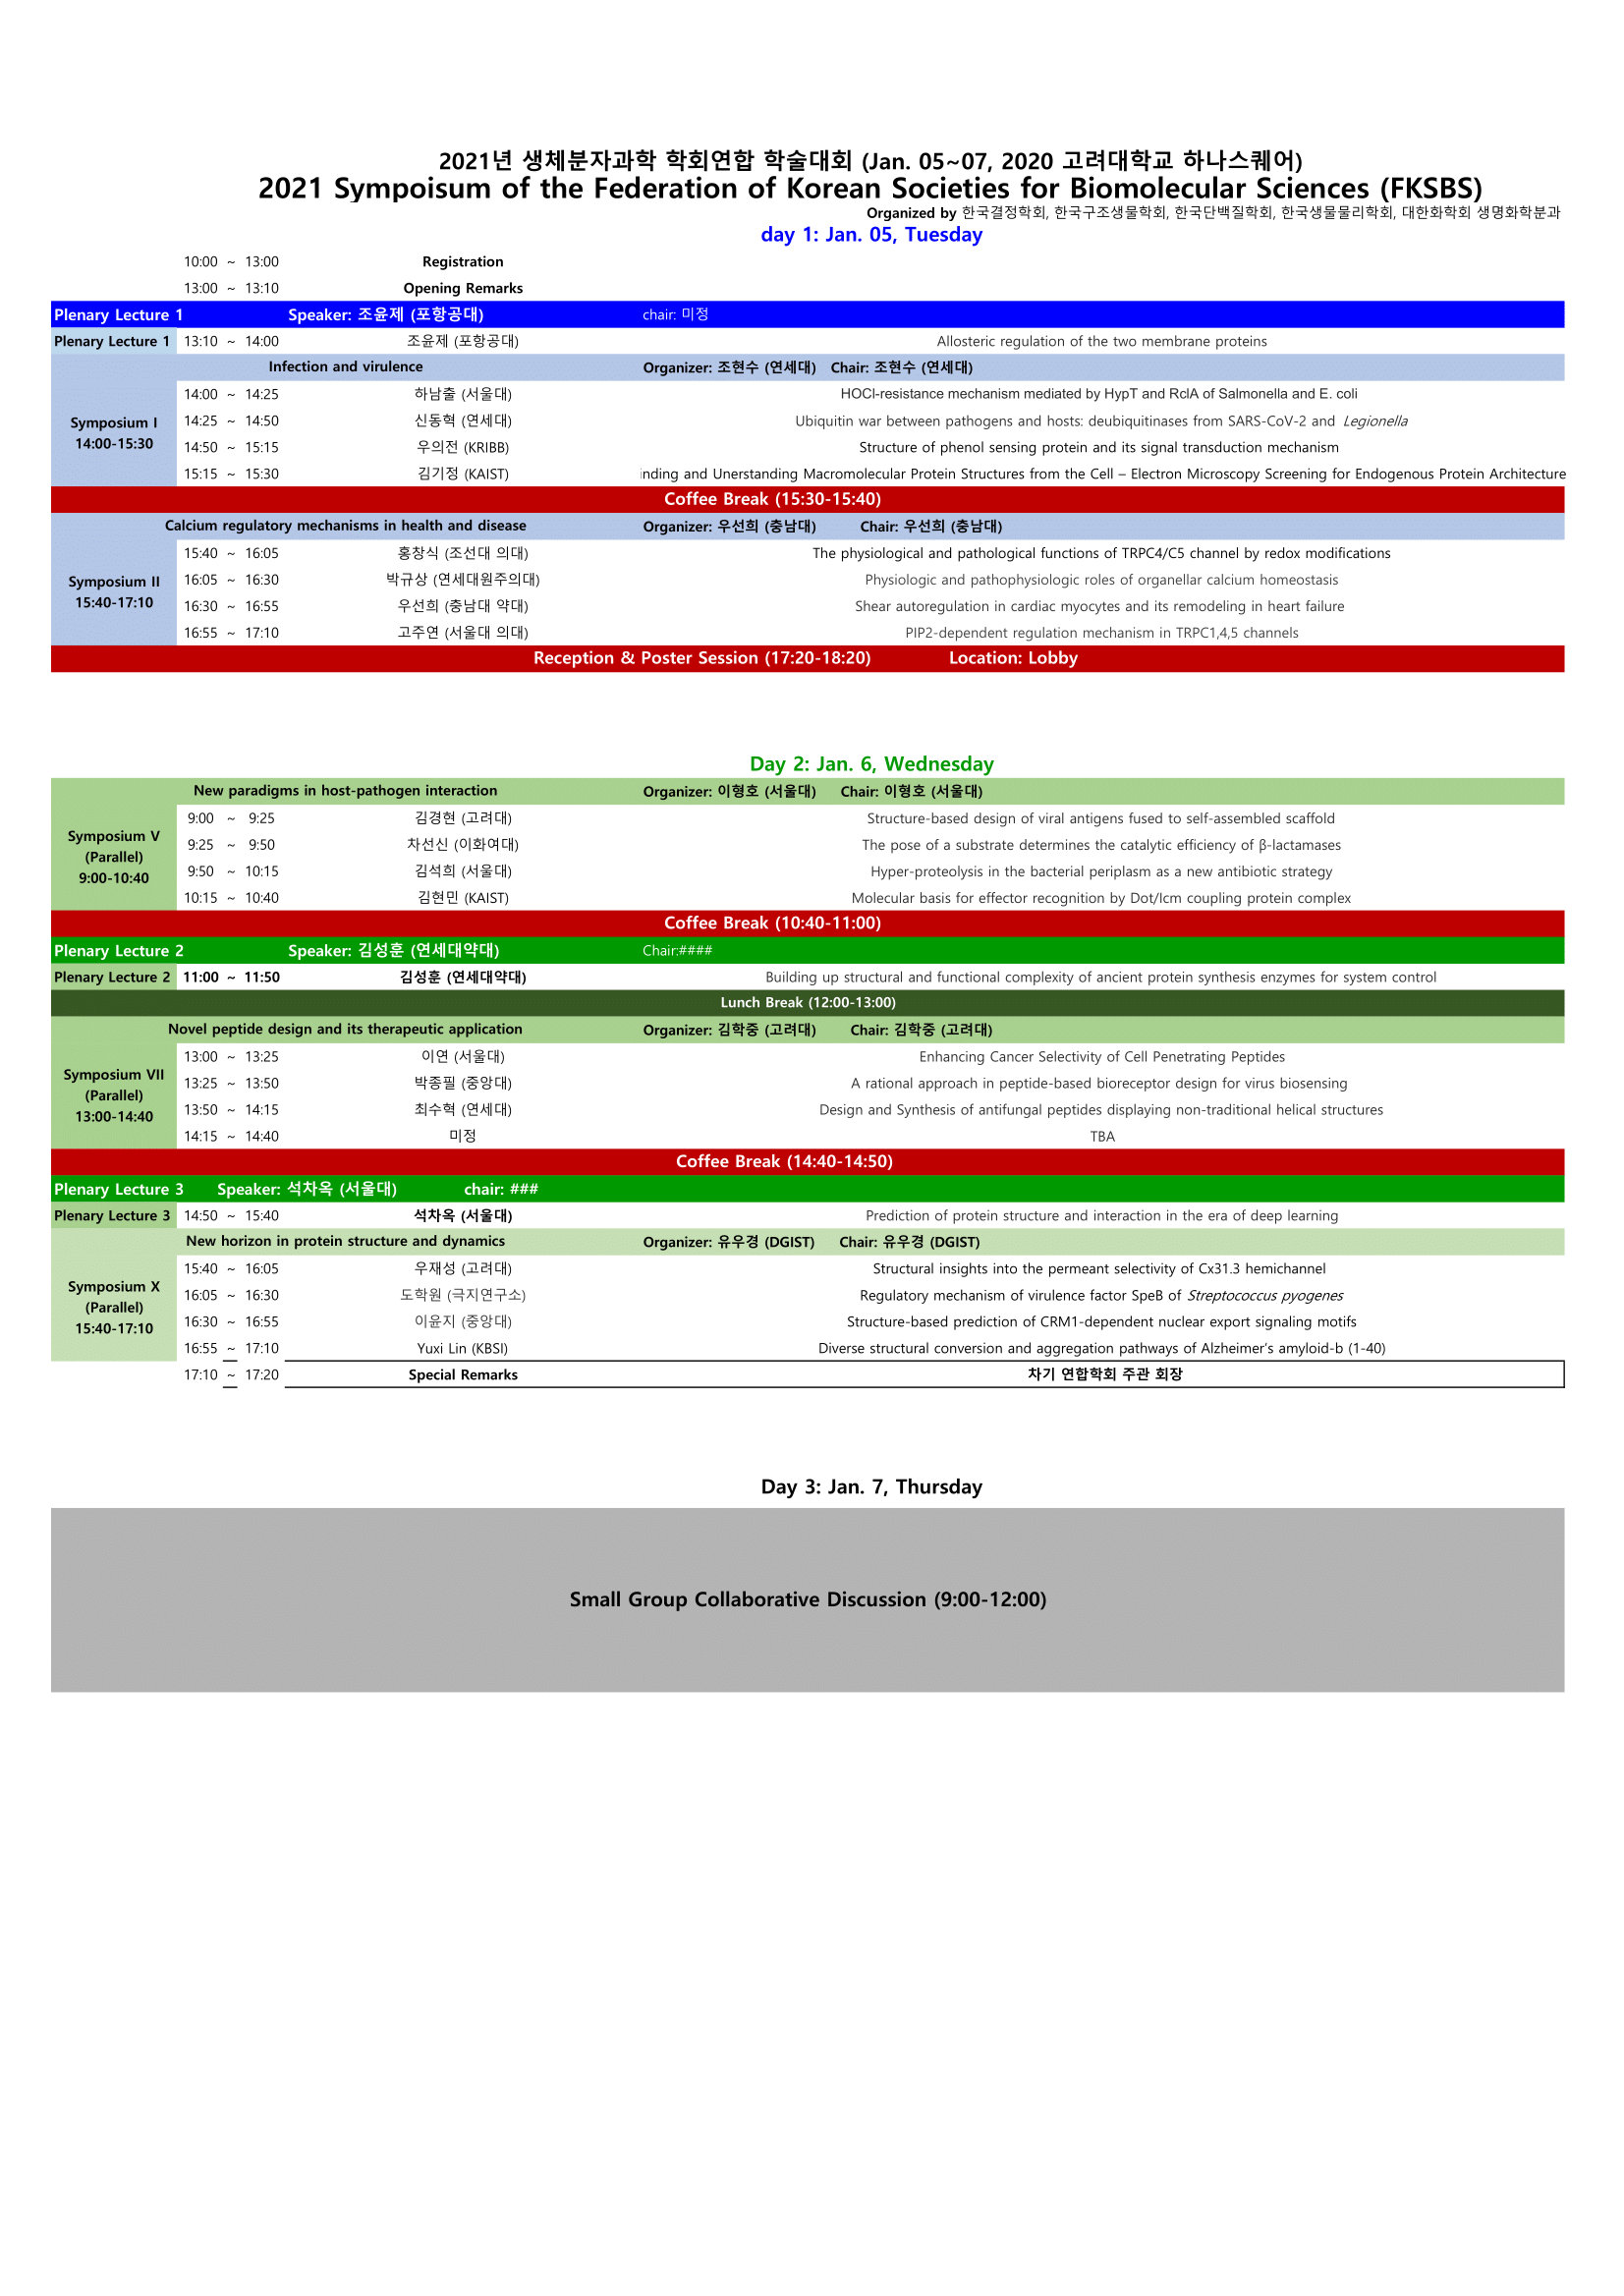 2021년 생체분자과학 학회연합 학술대회 (Jan. 05~07, 2020 고려대학교 하나스퀘어)
2021 Sympoisum of the Federation of Korean Societies for Biomolecular Sciences (FKSBS)
Organized by 한국결정학회, 한국구조생물학회, 한국단백질학회, 한국생물물리학회, 대한화학회 생명화학분과
day 1: Jan. 05, Tuesday
10:00 ~ 13:00 Registration
13:00 ~ 13:10 Opening Remarks
Plenary Lecture 1 Speaker: 조윤제 (포항공대) chair: 미정
Plenary Lecture 1 13:10 ~ 14:00 조윤제 (포항공대) Allosteric regulation of the two membrane proteins
Infection and virulence Organizer: 조현수 (연세대) Chair: 조현수 (연세대)
Symposium I
14:00-15:30
14:00 ~ 14:25 하남출 (서울대) HOCl-resistance mechanism mediated by HypT and RclA of Salmonella and E. coli
14:25 ~ 14:50 신동혁 (연세대) Ubiquitin war between pathogens and hosts: deubiquitinases from SARS-CoV-2 and Legionella
14:50 ~ 15:15 우의전 (KRIBB) Structure of phenol sensing protein and its signal transduction mechanism
15:15 ~ 15:30 김기정 (KAIST) inding and Unerstanding Macromolecular Protein Structures from the Cell – Electron Microscopy Screening for Endogenous Protein Architecture
Coffee Break (15:30-15:40)
Calcium regulatory mechanisms in health and disease Organizer: 우선희 (충남대) Chair: 우선희 (충남대)
Symposium II
15:40-17:10
15:40 ~ 16:05 홍창식 (조선대 의대) The physiological and pathological functions of TRPC4/C5 channel by redox modifications
16:05 ~ 16:30 박규상 (연세대원주의대) Physiologic and pathophysiologic roles of organellar calcium homeostasis
16:30 ~ 16:55 우선희 (충남대 약대) Shear autoregulation in cardiac myocytes and its remodeling in heart failure
16:55 ~ 17:10 고주연 (서울대 의대) PIP2-dependent regulation mechanism in TRPC1,4,5 channels
Reception & Poster Session (17:20-18:20) Location: Lobby
Day 2: Jan. 6, Wednesday
New paradigms in host-pathogen interaction Organizer: 이형호 (서울대) Chair: 이형호 (서울대)
Symposium V
(Parallel)
9:00-10:40
9:00 ~ 9:25 김경현 (고려대) Structure-based design of viral antigens fused to self-assembled scaffold
9:25 ~ 9:50 차선신 (이화여대) The pose of a substrate determines the catalytic efficiency of β-lactamases
9:50 ~ 10:15 김석희 (서울대) Hyper-proteolysis in the bacterial periplasm as a new antibiotic strategy
10:15 ~ 10:40 김현민 (KAIST) Molecular basis for effector recognition by Dot/Icm coupling protein complex
Coffee Break (10:40-11:00)
Plenary Lecture 2 Speaker: 김성훈 (연세대약대) Chair:####
Plenary Lecture 2 11:00 ~ 11:50 김성훈 (연세대약대) Building up structural and functional complexity of ancient protein synthesis enzymes for system control
Lunch Break (12:00-13:00)
Novel peptide design and its therapeutic application Organizer: 김학중 (고려대) Chair: 김학중 (고려대)
Symposium VII
(Parallel)
13:00-14:40
13:00 ~ 13:25 이연 (서울대) Enhancing Cancer Selectivity of Cell Penetrating Peptides
13:25 ~ 13:50 박종필 (중앙대) A rational approach in peptide-based bioreceptor design for virus biosensing
13:50 ~ 14:15 최수혁 (연세대) Design and Synthesis of antifungal peptides displaying non-traditional helical structures
14:15 ~ 14:40 미정 TBA
Coffee Break (14:40-14:50)
Plenary Lecture 3 Speaker: 석차옥 (서울대) chair: ###
Plenary Lecture 3 14:50 ~ 15:40 석차옥 (서울대) Prediction of protein structure and interaction in the era of deep learning
New horizon in protein structure and dynamics Organizer: 유우경 (DGIST) Chair: 유우경 (DGIST)
Symposium X
(Parallel)
15:40-17:10
15:40 ~ 16:05 우재성 (고려대) Structural insights into the permeant selectivity of Cx31.3 hemichannel
16:05 ~ 16:30 도학원 (극지연구소) Regulatory mechanism of virulence factor SpeB of Streptococcus pyogenes
16:30 ~ 16:55 이윤지 (중앙대) Structure-based prediction of CRM1-dependent nuclear export signaling motifs
16:55 ~ 17:10 Yuxi Lin (KBSI) Diverse structural conversion and aggregation pathways of Alzheimer's amyloid-b (1-40)
17:10 ~ 17:20 Special Remarks 차기 연합학회 주관 회장
Day 3: Jan. 7, Thursday
Small Group Collaborative Discussion (9:00-12:00)